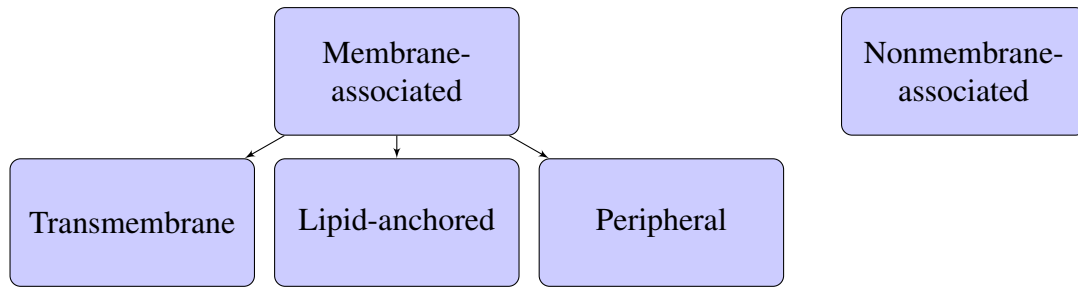 Membrane-
associated
Nonmembrane-
associated
Transmembrane
Lipid-anchored
Peripheral